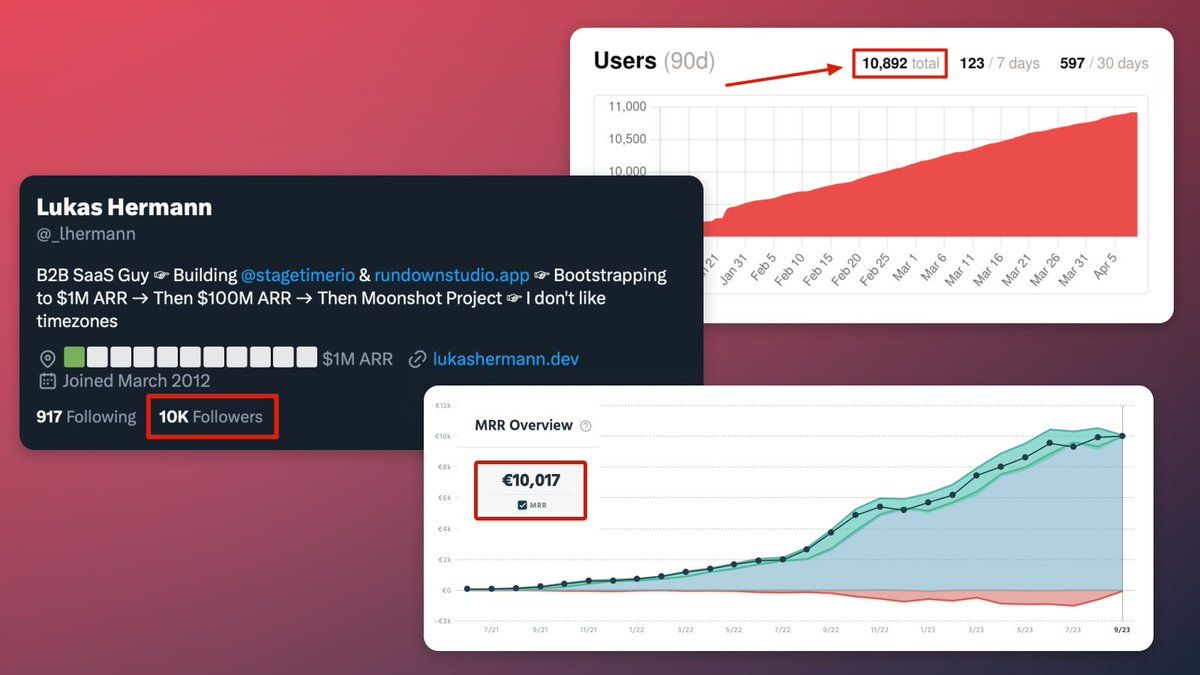 Users (90d)
10,892 total 123 / 7 days 597 / 30 days
11,000
10,500
10,000
21
Jan 31
Feb 5
Feb 10
Feb 15
Feb 20
Feb 25
Mar 1
Mar 6
Mar 11
Mar 16
Mar 21
Mar 26
Mar 31
Apr 5
Lukas Hermann
@_lhermann
B2B SaaS Guy 👉 Building @stagetimerio & rundownstudio.app 👉 Bootstrapping
to $1M ARR → Then $100M ARR → Then Moonshot Project 👉 I don't like
timezones
$1M ARR lukashermann.dev
Joined March 2012
917 Following 10K Followers
MRR Overview
€10,017
MRR
€12k
€10k
€8k
€6k
€4k
€2k
€0
-€2k
7/21 9/21 11/21 1/22 3/22 5/22 7/22 9/22 11/22 1/23 3/23 5/23 7/23 9/23